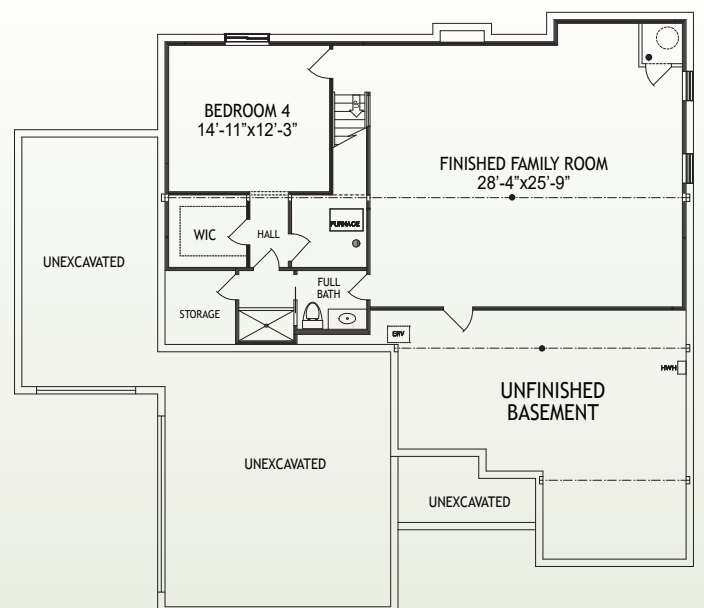 BEDROOM 4
14'-11"x12'-3"
UP
FINISHED FAMILY ROOM
28'-4"x25'-9"
FURNACE
WIC
HALL
UNEXCAVATED
FULL
BATH
STORAGE
ERV
HWH
UNFINISHED
BASEMENT
UNEXCAVATED
UNEXCAVATED